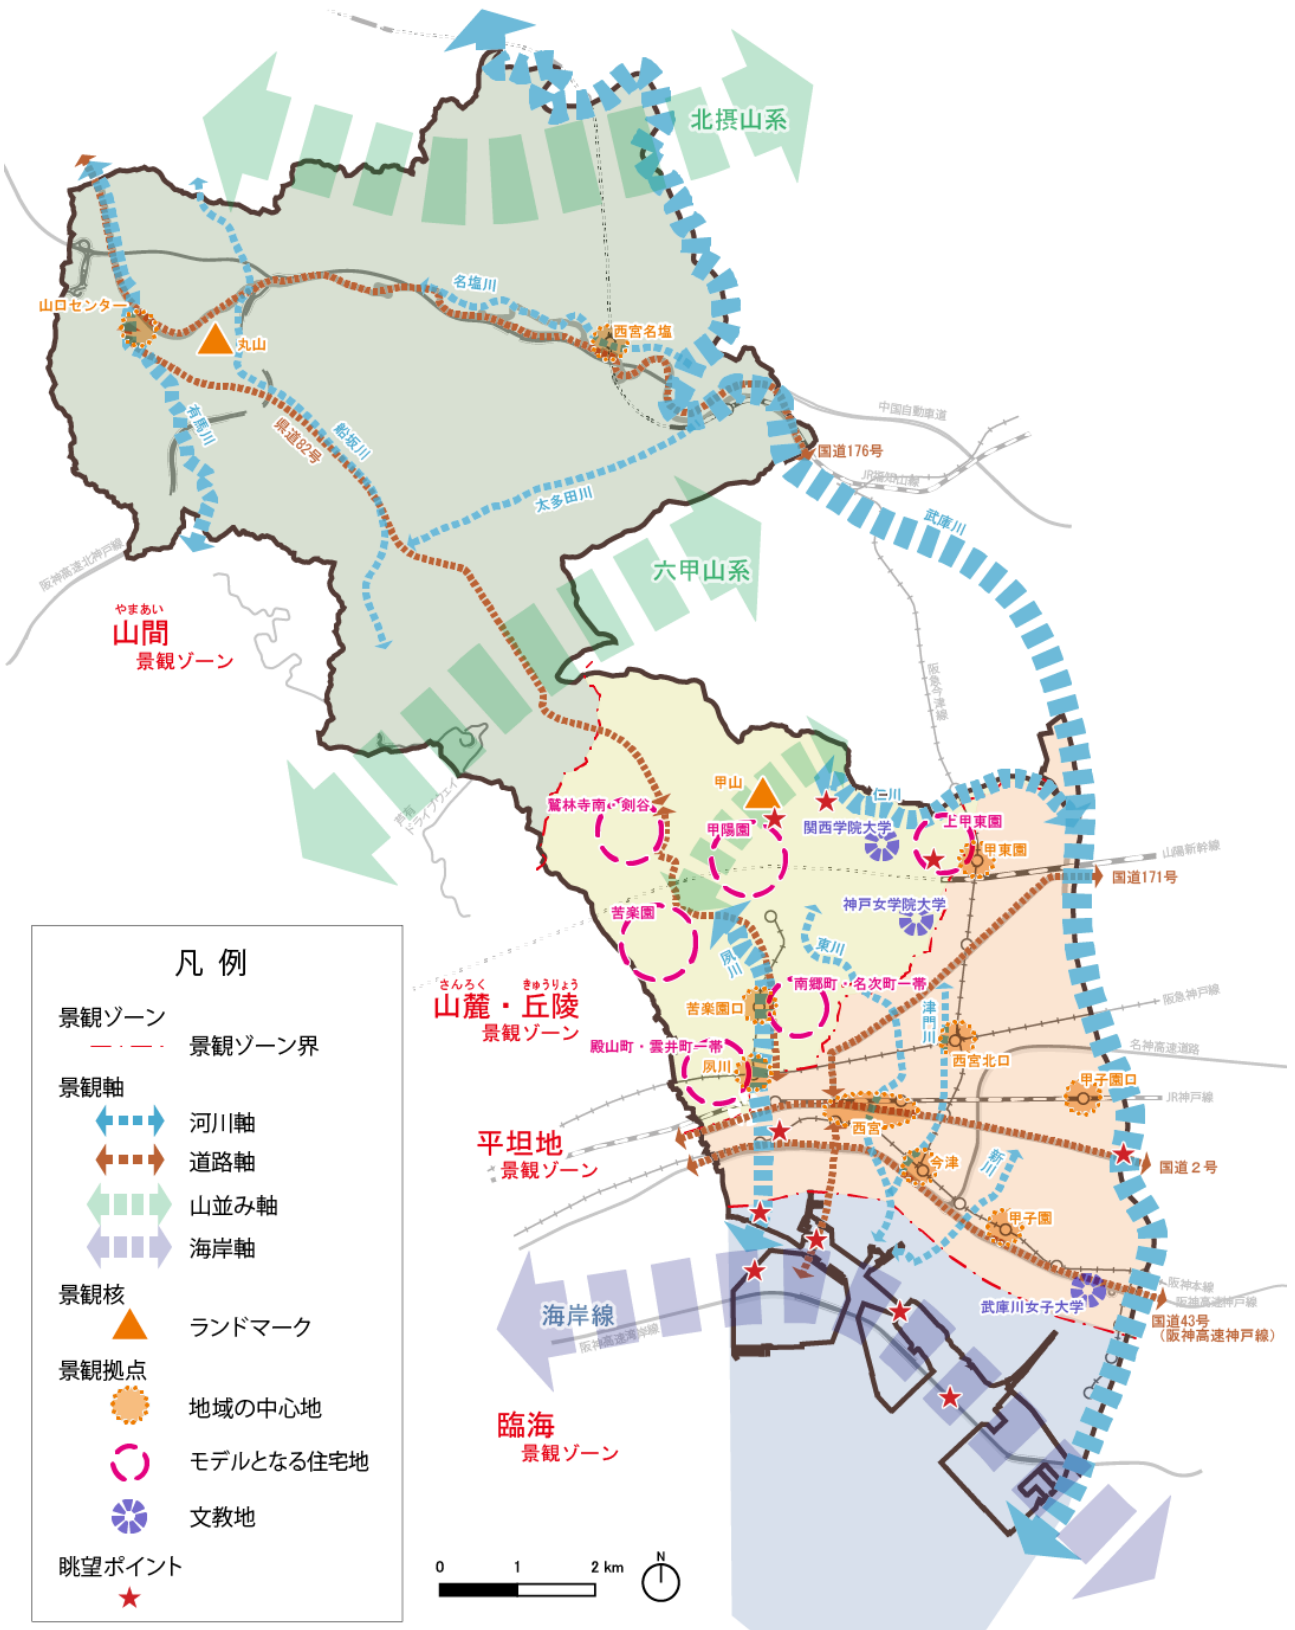 北摂山系
山口センター
丸山
名塩川
西宮名塩
有馬川
県道82号
船坂川
太多田川
中国自動車道
国道176号
JR福知山線
武庫川
阪神高速北神戸線
六甲山系
やまあい
山間
景観ゾーン
阪急今津線
芦有
ドライブウェイ
甲山
鷲林寺南・剣谷
甲陽園
仁川
関西学院大学
上甲東園
甲東園
山陽新幹線
国道171号
神戸女学院大学
苦楽園
夙川
東川
さんろく
きゅうりょう
山麓・丘陵
景観ゾーン
苦楽園口
南郷町・名次町一帯
津門川
阪急神戸線
殿山町・雲井町一帯
夙川
西宮北口
名神高速道路
甲子園口
JR神戸線
平坦地
景観ゾーン
西宮
今津
新川
国道2号
甲子園
海岸線
阪神高速湾岸線
武庫川女子大学
阪神本線
阪神高速神戸線
国道43号
(阪神高速神戸線)
臨海
景観ゾーン
凡例
景観ゾーン
景観ゾーン界
景観軸
河川軸
道路軸
山並み軸
海岸軸
景観核
ランドマーク
景観拠点
地域の中心地
モデルとなる住宅地
文教地
眺望ポイント
0 1 2 km
N